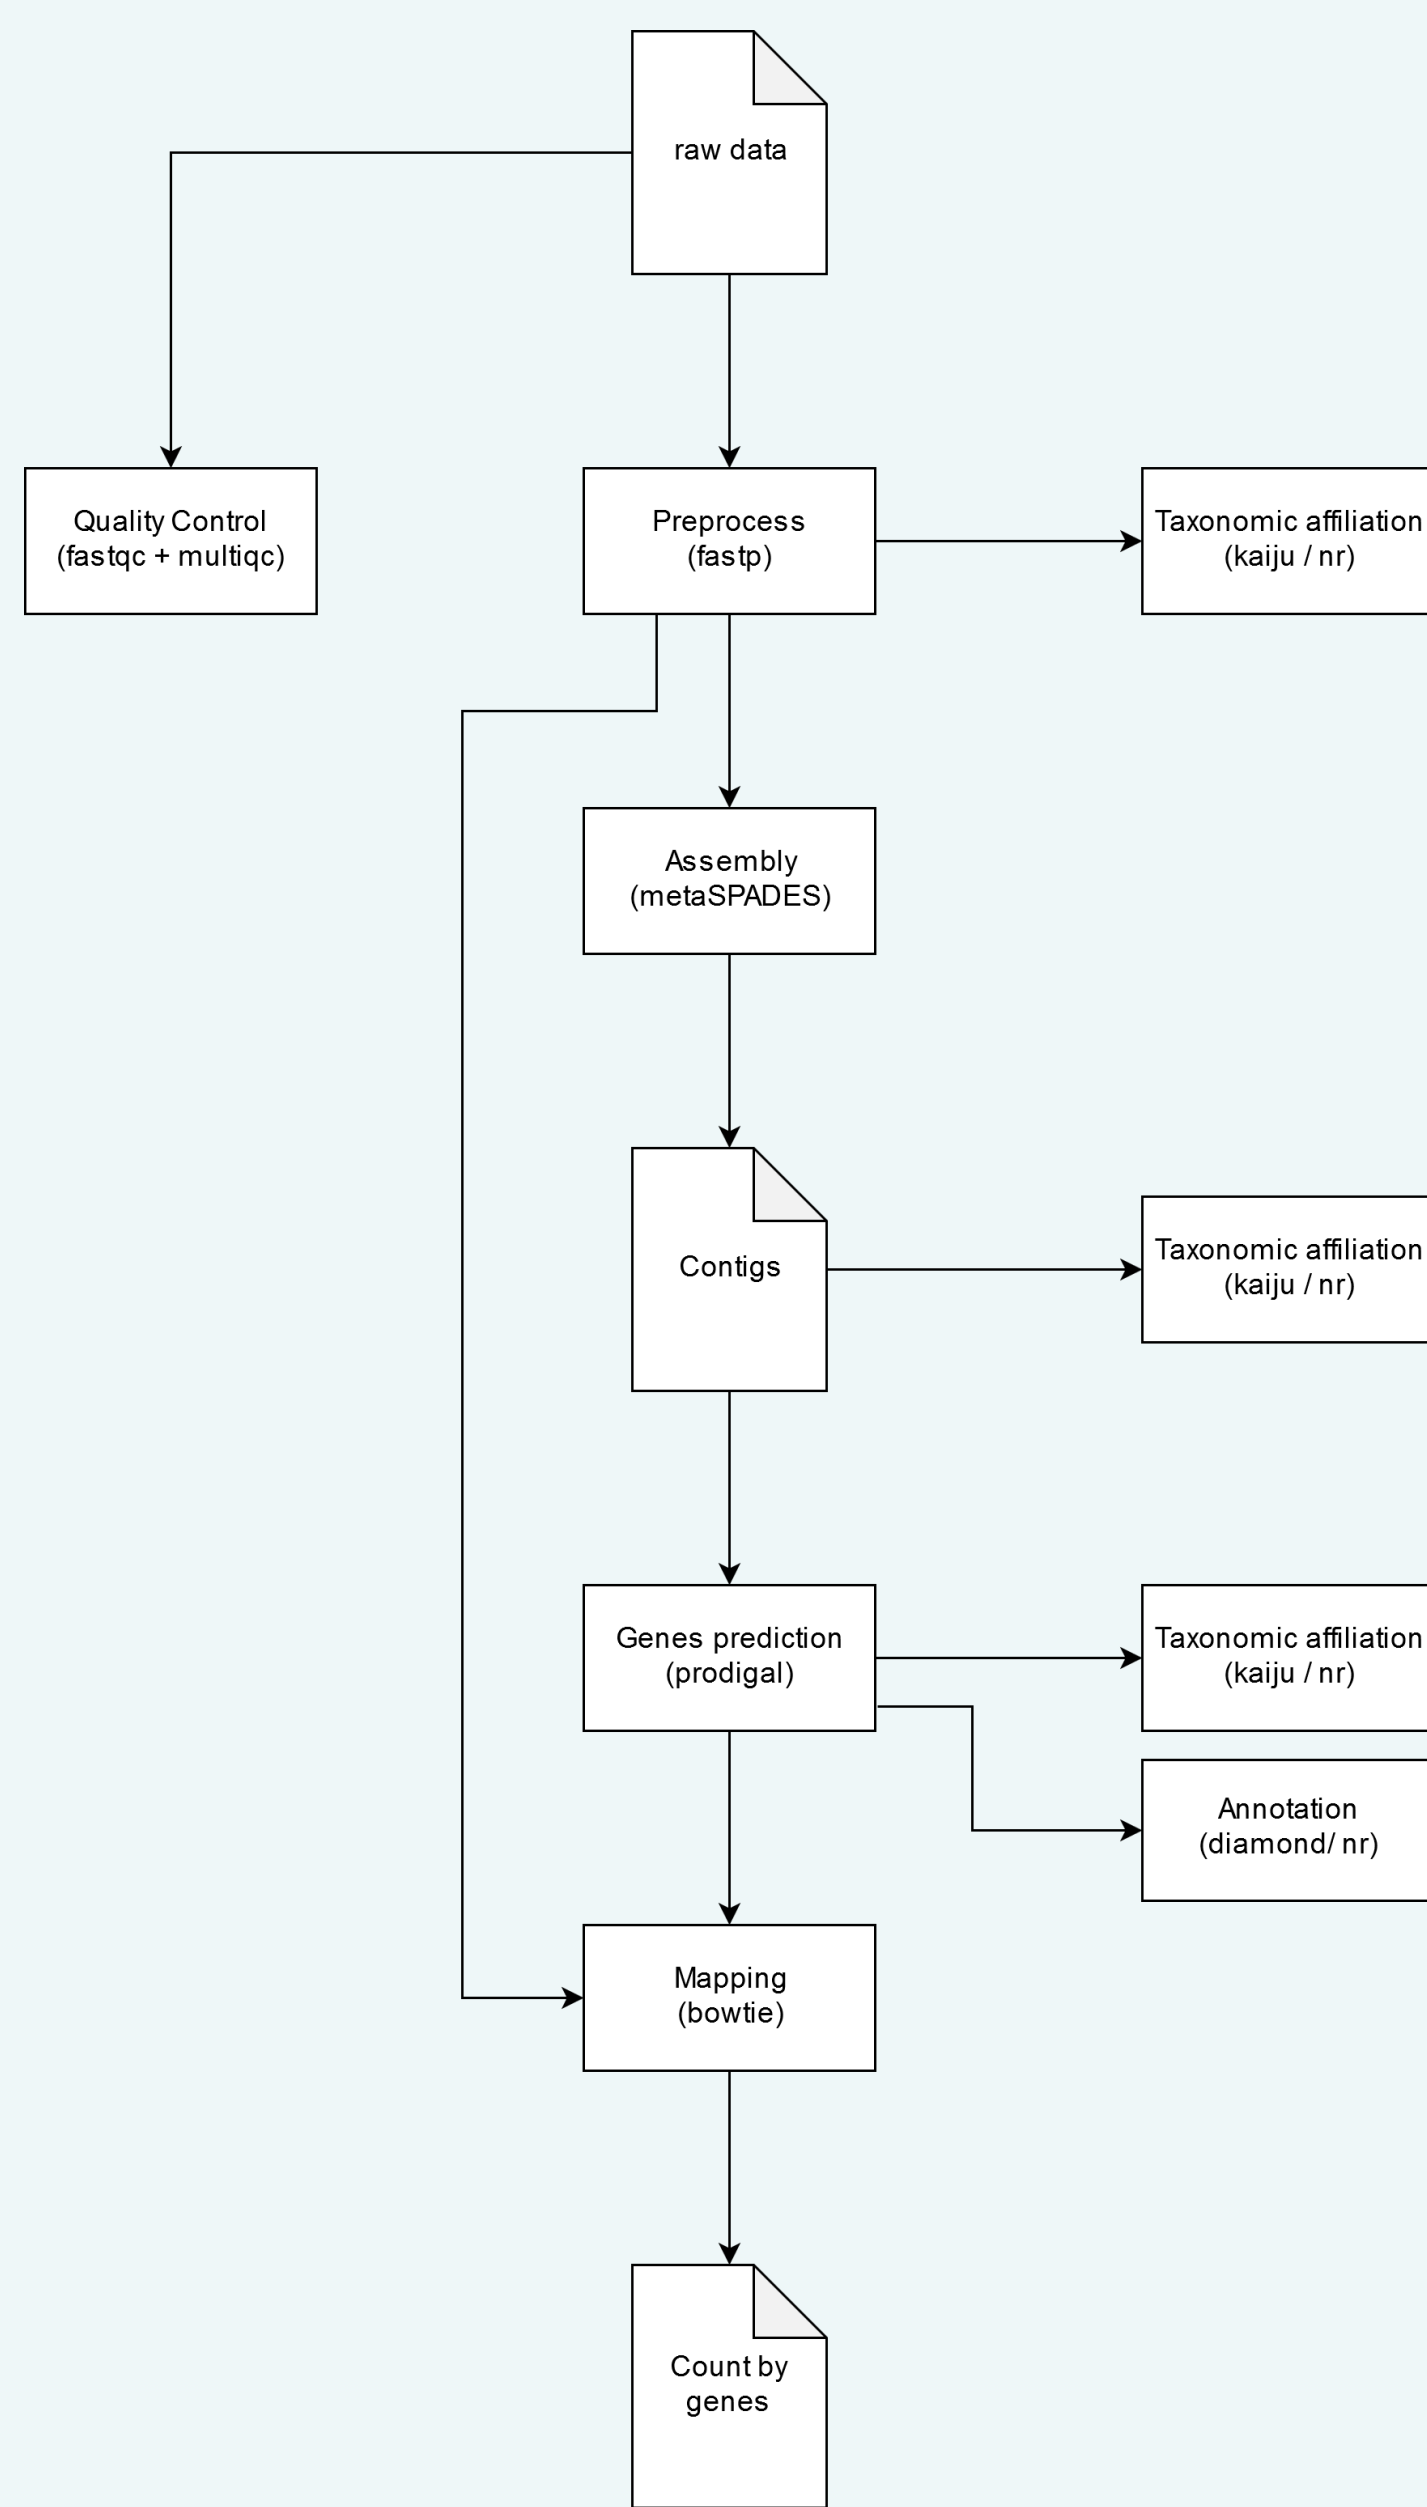 raw data
Quality Control
(fastqc + multiqc)
Preprocess
(fastp)
Taxonomic affiliation
(kaiju / nr)
Assembly
(metaSPADES)
Contigs
Taxonomic affiliation
(kaiju / nr)
Genes prediction
(prodigal)
Taxonomic affiliation
(kaiju / nr)
Annotation
(diamond/ nr)
Mapping
(bowtie)
Count by
genes